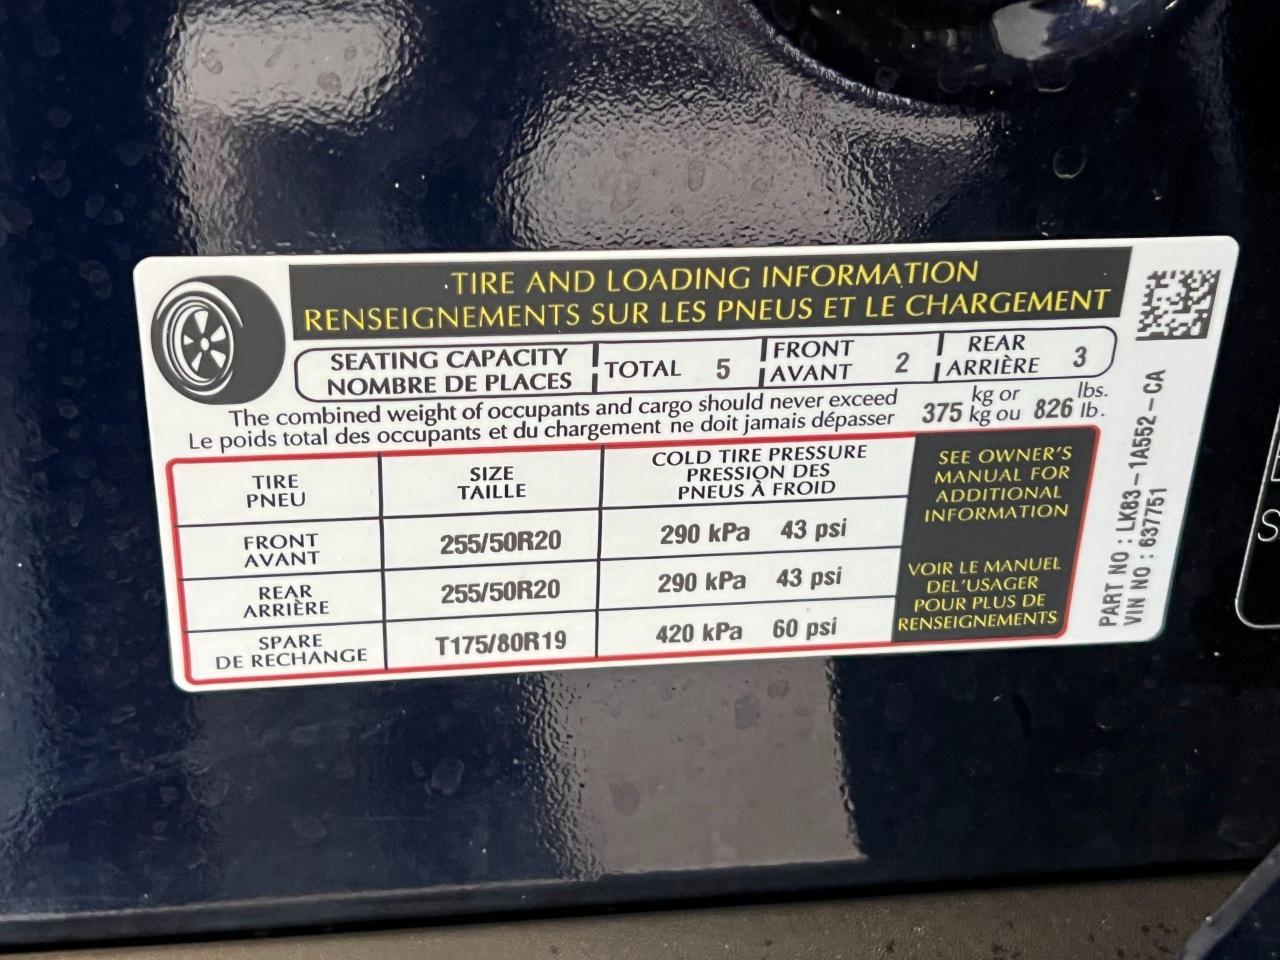 TIRE AND LOADING INFORMATION
RENSEIGNEMENTS SUR LES PNEUS ET LE CHARGEMENT
SEATING CAPACITY
NOMBRE DE PLACES
TOTAL 5
FRONT
AVANT 2
REAR
ARRIÈRE 3
The combined weight of occupants and cargo should never exceed 375 kg or 826 lbs.
Le poids total des occupants et du chargement ne doit jamais dépasser kg ou lb.
TIRE
PNEU
SIZE
TAILLE
COLD TIRE PRESSURE
PRESSION DES
PNEUS À FROID
FRONT
AVANT
255/50R20
290 kPa 43 psi
REAR
ARRIÈRE
255/50R20
290 kPa 43 psi
SPARE
DE RECHANGE
T175/80R19
420 kPa 60 psi
SEE OWNER'S
MANUAL FOR
ADDITIONAL
INFORMATION
VOIR LE MANUEL
DEL'USAGER
POUR PLUS DE
RENSEIGNEMENTS
PART NO : LK83-1A552-CA
VIN NO : 637751
S